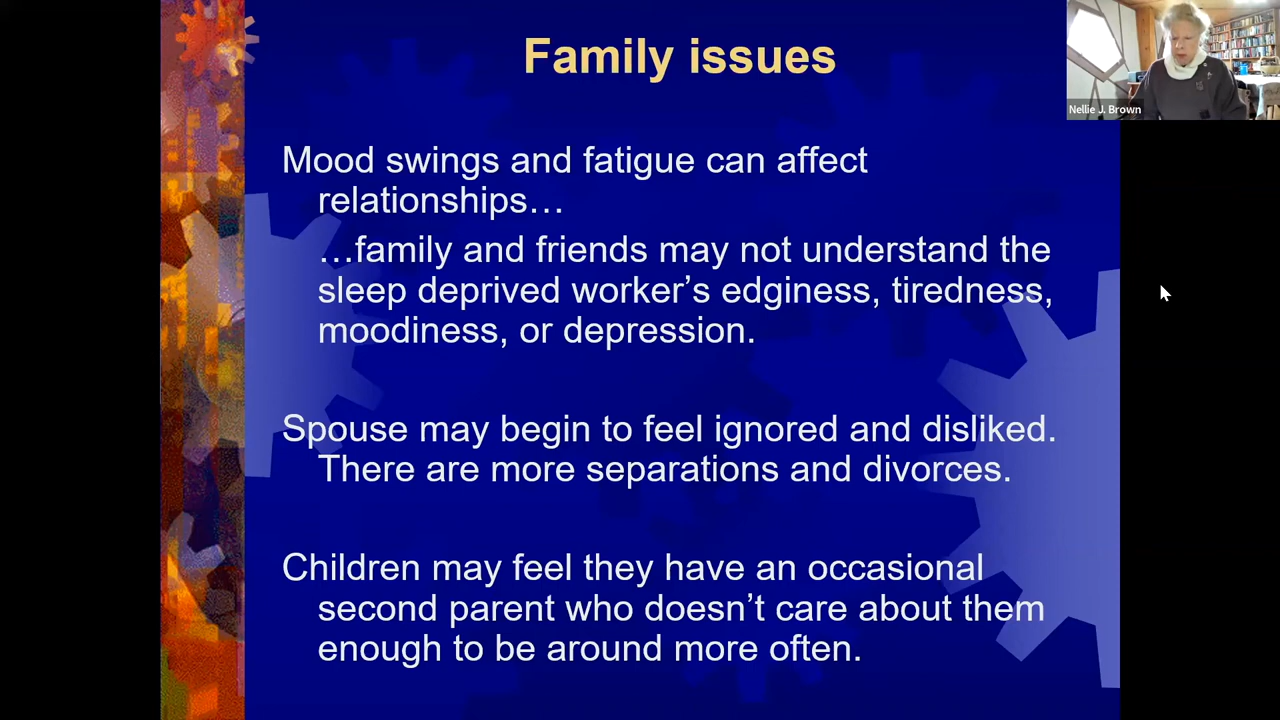 Family issues
Nellie J. Brown
Mood swings and fatigue can affect
relationships…
…family and friends may not understand the
sleep deprived worker’s edginess, tiredness,
moodiness, or depression.
Spouse may begin to feel ignored and disliked.
There are more separations and divorces.
Children may feel they have an occasional
second parent who doesn’t care about them
enough to be around more often.